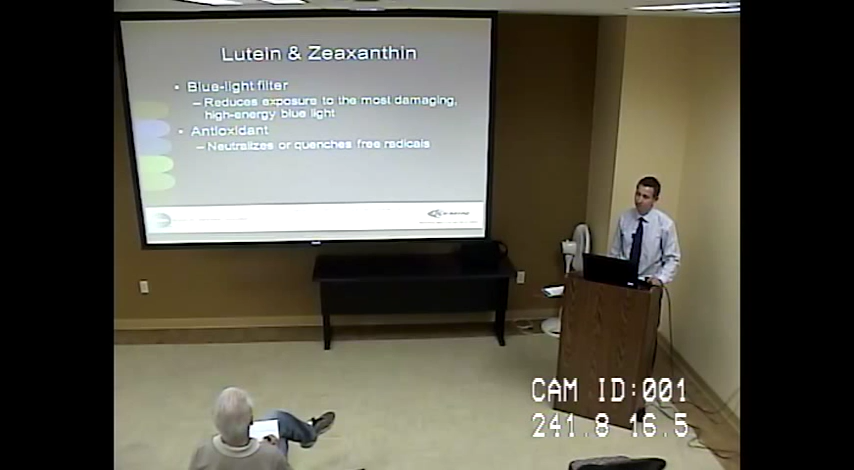 Lutein & Zeaxanthin
• Blue-light filter
– Reduces exposure to the most damaging,
high-energy blue light
• Antioxidant
– Neutralizes or quenches free radicals
CAM ID:001
241.8 16.5